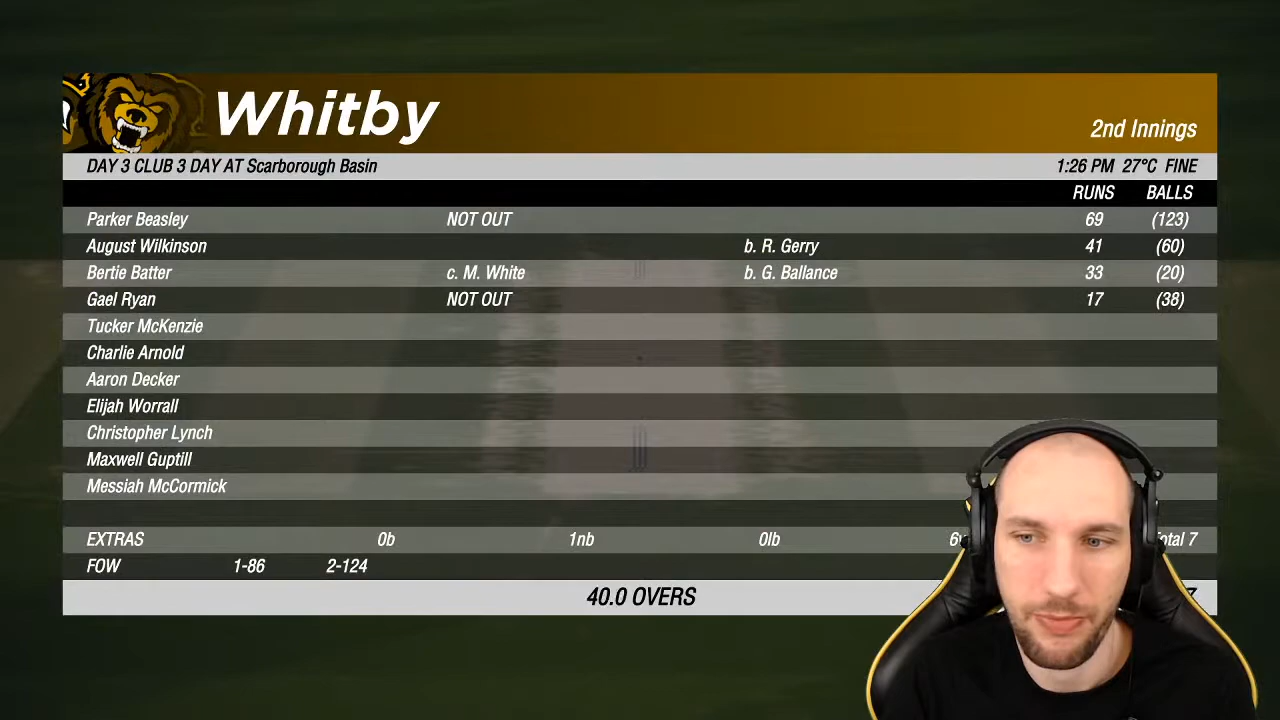 Whitby
2nd Innings
DAY 3 CLUB 3 DAY AT Scarborough Basin 1:26 PM 27°C FINE
RUNS BALLS
Parker Beasley NOT OUT 69 (123)
August Wilkinson b. R. Gerry 41 (60)
Bertie Batter c. M. White b. G. Ballance 33 (20)
Gael Ryan NOT OUT 17 (38)
Tucker McKenzie
Charlie Arnold
Aaron Decker
Elijah Worrall
Christopher Lynch
Maxwell Guptill
Messiah McCormick
EXTRAS 0b 1nb 0lb Total 7
FOW 1-86 2-124
40.0 OVERS